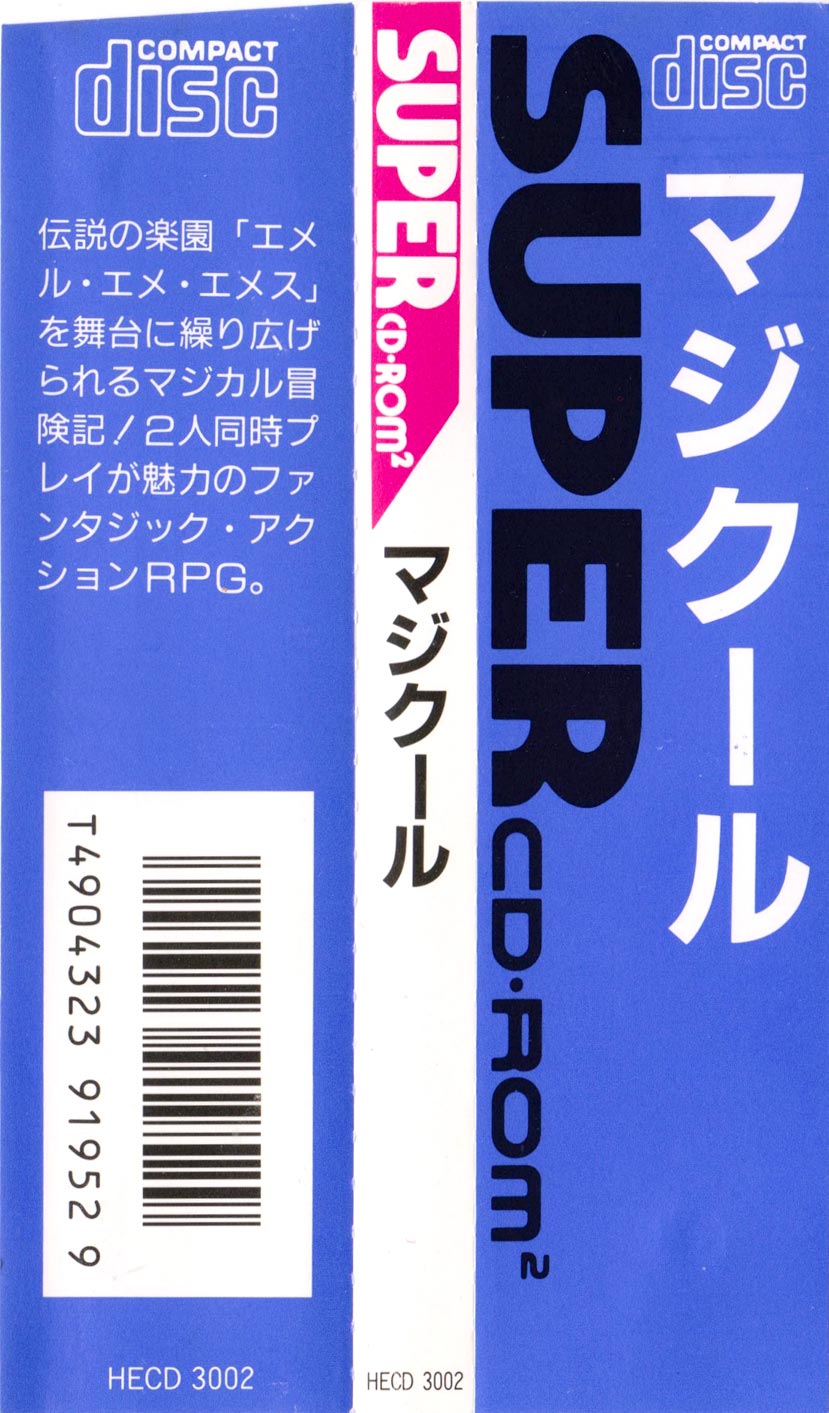 COMPACT
disc
伝説の楽園「エメ
ル・エメ・エメス」
を舞台に繰り広げ
られるマジカル冒
険記！2人同時プ
レイが魅力のファ
ンタジック・アク
ションRPG。
T4904323 91952 9
HECD 3002
SUPER CD・ROM²
マジクール
HECD 3002
SUPER CD・ROM²
COMPACT
disc
マジクール